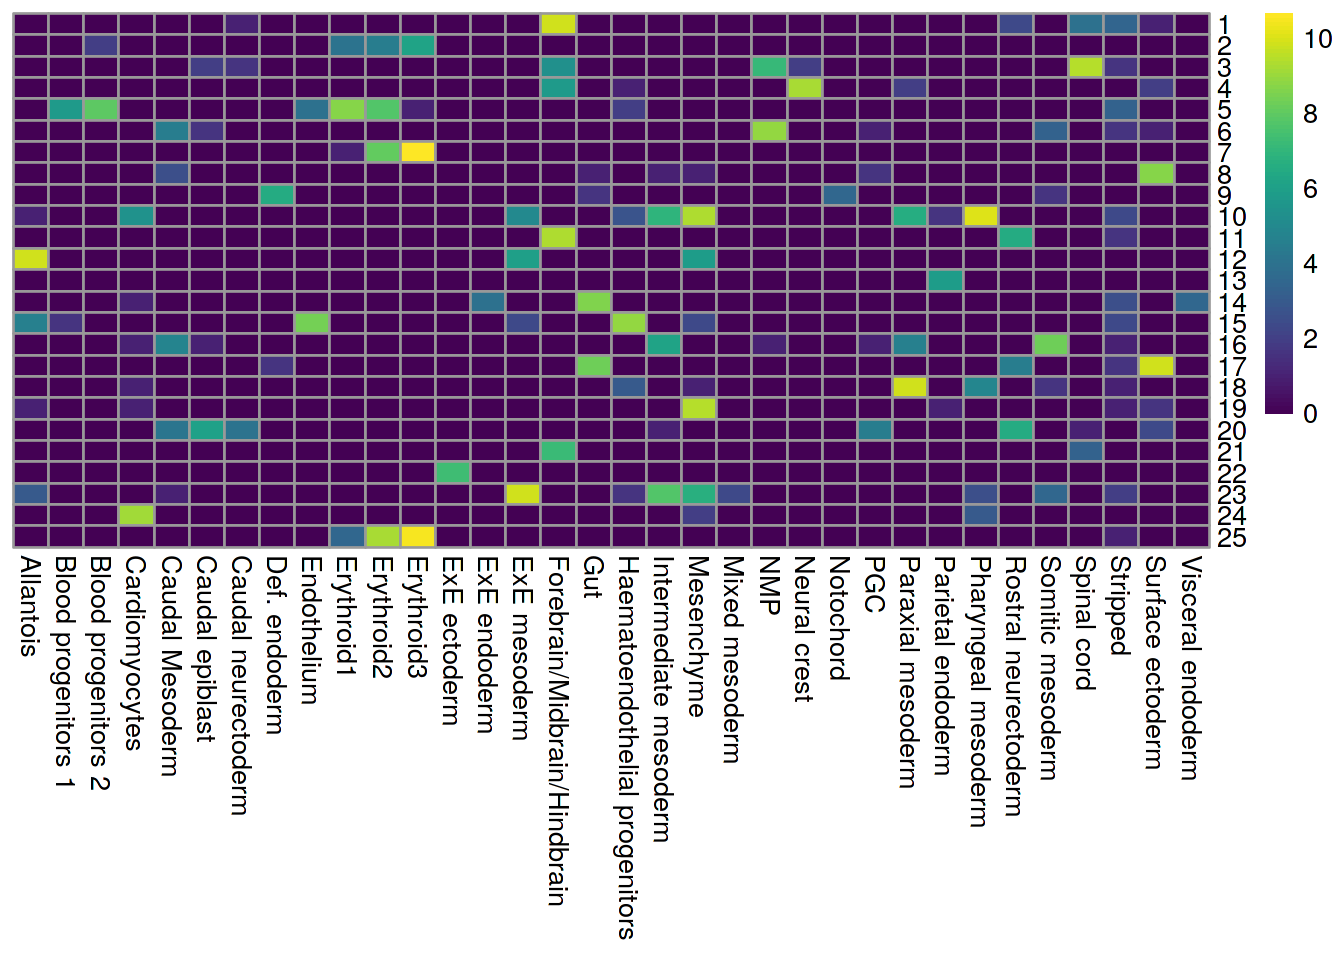 1
2
3
4
5
6
7
8
9
10
11
12
13
14
15
16
17
18
19
20
21
22
23
24
25
10
8
6
4
2
0
Allantois
Blood progenitors 1
Blood progenitors 2
Cardiomyocytes
Caudal Mesoderm
Caudal epiblast
Caudal neurectoderm
Def. endoderm
Endothelium
Erythroid1
Erythroid2
Erythroid3
ExE ectoderm
ExE endoderm
ExE mesoderm
Forebrain/Midbrain/Hindbrain
Gut
Haematoendothelial progenitors
Intermediate mesoderm
Mesenchyme
Mixed mesoderm
NMP
Neural crest
Notochord
PGC
Paraxial mesoderm
Parietal endoderm
Pharyngeal mesoderm
Rostral neurectoderm
Somitic mesoderm
Spinal cord
Stripped
Surface ectoderm
Visceral endoderm